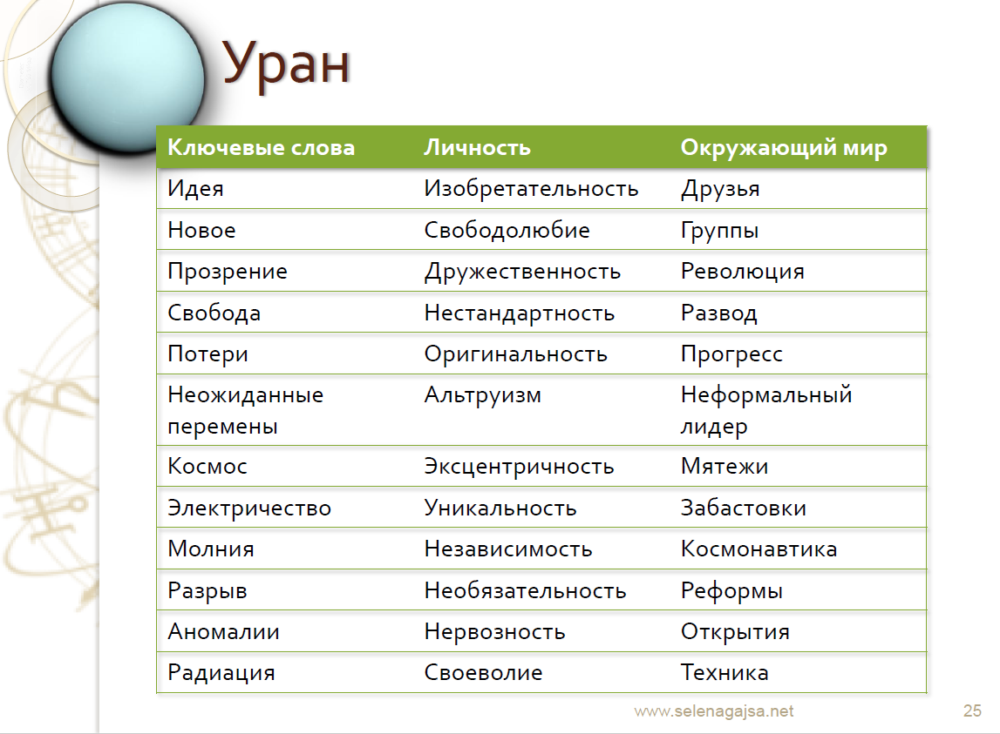 Уран
Ключевые слова Личность Окружающий мир
Идея Изобретательность Друзья
Новое Свободолюбие Группы
Прозрение Дружественность Революция
Свобода Нестандартность Развод
Потери Оригинальность Прогресс
Неожиданные Альтруизм Неформальный
перемены лидер
Космос Эксцентричность Мятежи
Электричество Уникальность Забастовки
Молния Независимость Космонавтика
Разрыв Необязательность Реформы
Аномалии Нервозность Открытия
Радиация Своеволие Техника
www.selenagajsa.net 25